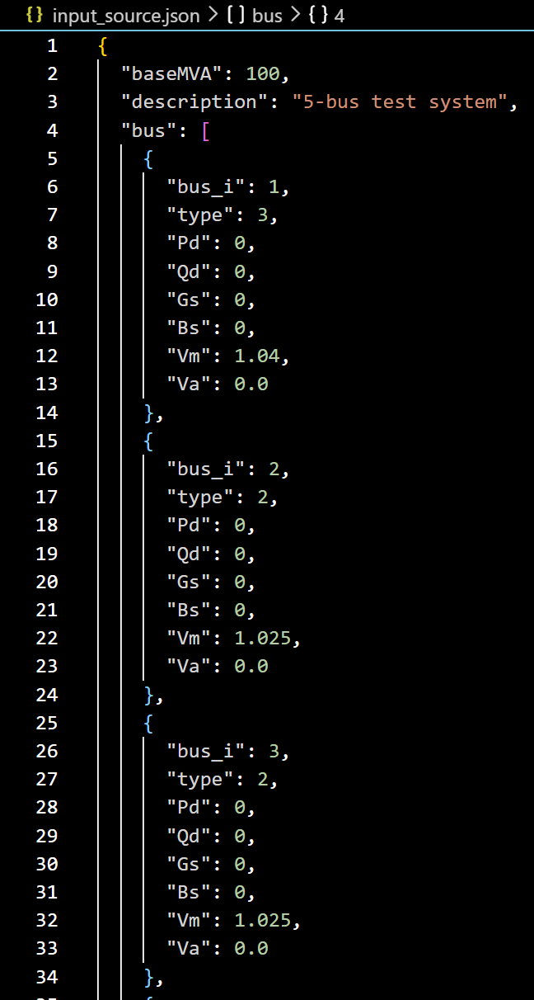 {} input_source.json > [ ] bus > { } 4
1 {
2 "baseMVA": 100,
3 "description": "5-bus test system",
4 "bus": [
5 {
6 "bus_i": 1,
7 "type": 3,
8 "Pd": 0,
9 "Qd": 0,
10 "Gs": 0,
11 "Bs": 0,
12 "Vm": 1.04,
13 "Va": 0.0
14 },
15 {
16 "bus_i": 2,
17 "type": 2,
18 "Pd": 0,
19 "Qd": 0,
20 "Gs": 0,
21 "Bs": 0,
22 "Vm": 1.025,
23 "Va": 0.0
24 },
25 {
26 "bus_i": 3,
27 "type": 2,
28 "Pd": 0,
29 "Qd": 0,
30 "Gs": 0,
31 "Bs": 0,
32 "Vm": 1.025,
33 "Va": 0.0
34 },